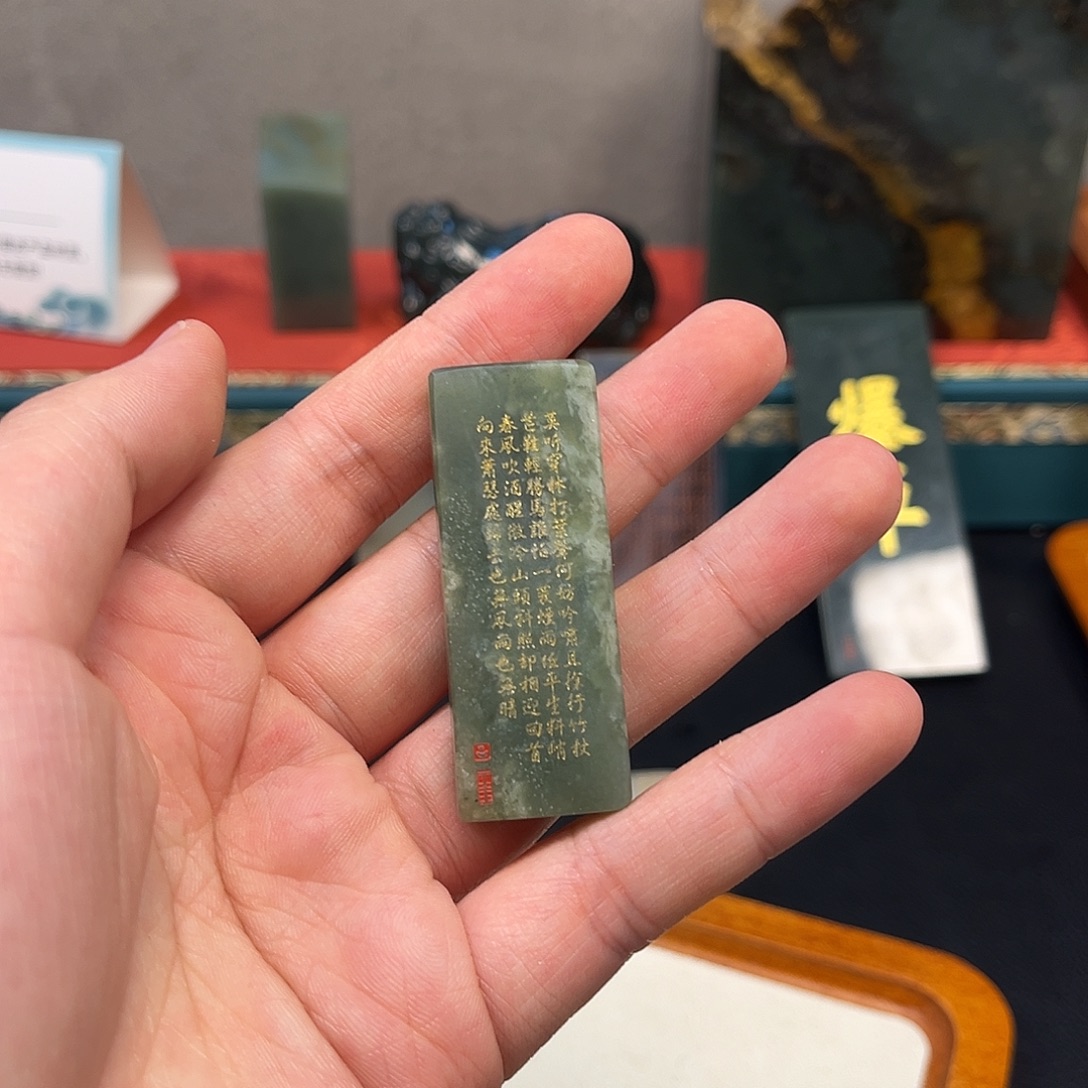 莫听穿林打葉聲何妨吟嘯且徐行竹杖
芒鞋輕勝馬誰怕一蓑煙雨任平生料峭
春風吹酒醒微冷山頭斜照却相迎回首
向來蕭瑟處歸去也無風雨也無晴
爆